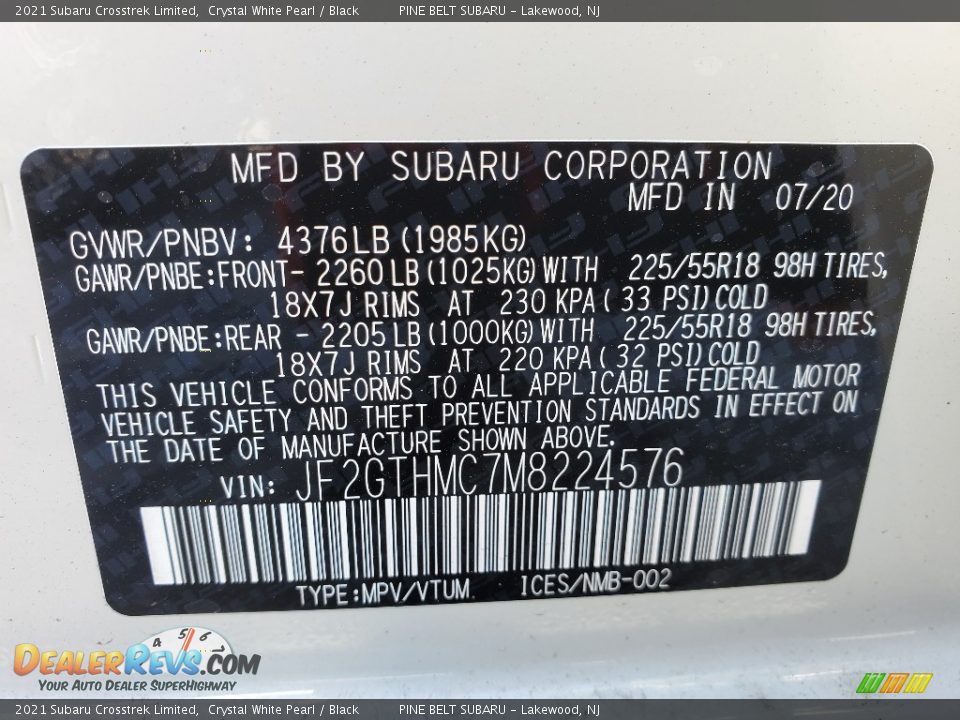 2021 Subaru Crosstrek Limited, Crystal White Pearl / Black PINE BELT SUBARU - Lakewood, NJ
MFD BY SUBARU CORPORATION
MFD IN 07/20
GVWR/PNBV: 4376LB(1985KG)
GAWR/PNBE:FRONT- 2260LB(1025KG)WITH 225/55R18 98H TIRES,
18X7J RIMS AT 230 KPA(33 PSI)COLD
GAWR/PNBE:REAR - 2205LB(1000KG)WITH 225/55R18 98H TIRES,
18X7J RIMS AT 220 KPA(32 PSI)COLD
THIS VEHICLE CONFORMS TO ALL APPLICABLE FEDERAL MOTOR
VEHICLE SAFETY AND THEFT PREVENTION STANDARDS IN EFFECT ON
THE DATE OF MANUFACTURE SHOWN ABOVE.
VIN: JF2GTHMC7M8224576
TYPE:MPV/VTUM ICES/NMB-002
4 5 6
DEALERREVS.COM
YOUR AUTO DEALER SUPERHIGHWAY
2021 Subaru Crosstrek Limited, Crystal White Pearl / Black PINE BELT SUBARU - Lakewood, NJ